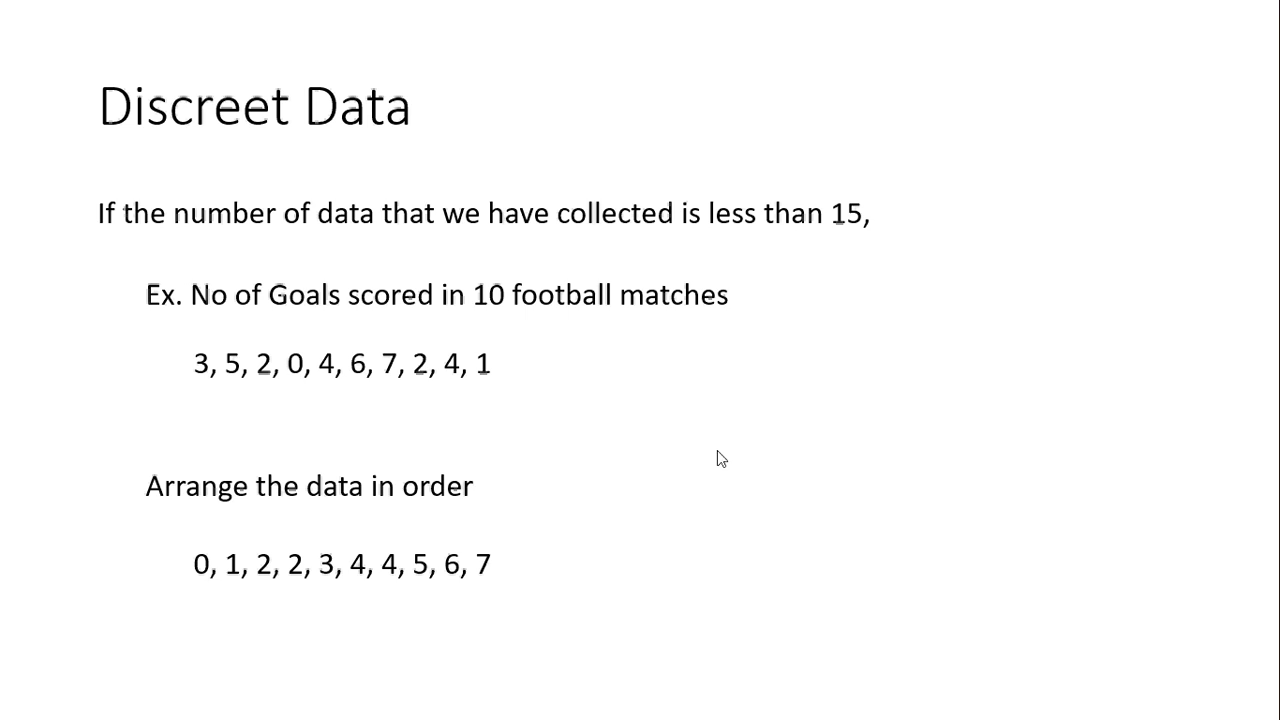 Discreet Data
If the number of data that we have collected is less than 15,
Ex. No of Goals scored in 10 football matches
3, 5, 2, 0, 4, 6, 7, 2, 4, 1
Arrange the data in order
0, 1, 2, 2, 3, 4, 4, 5, 6, 7